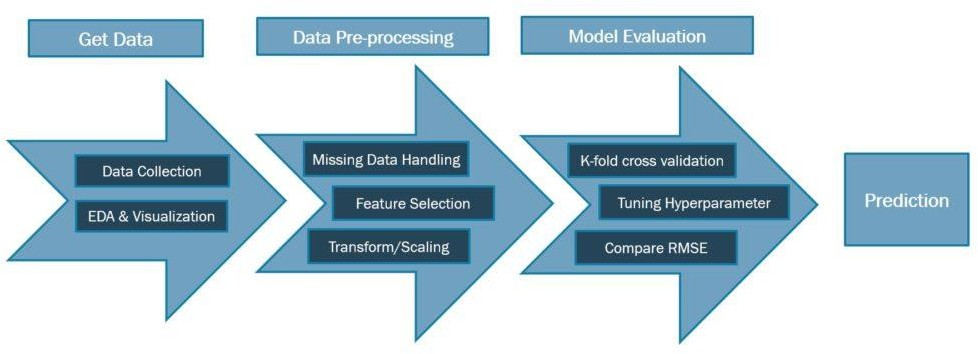 Get Data
Data Pre-processing
Model Evaluation
Data Collection
EDA & Visualization
Missing Data Handling
Feature Selection
Transform/Scaling
K-fold cross validation
Tuning Hyperparameter
Compare RMSE
Prediction